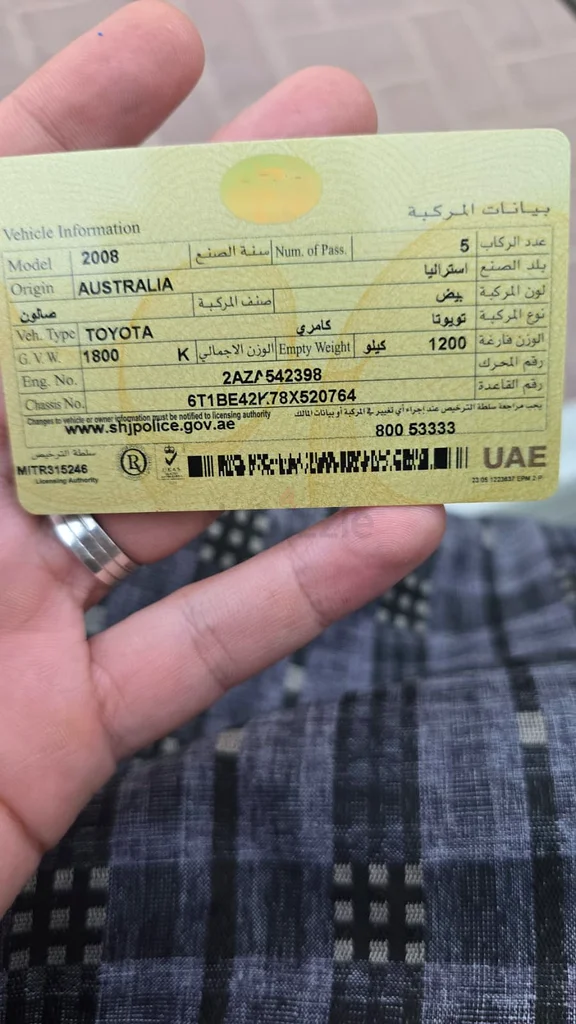 Vehicle Information بيانات المركبة
Model 2008 سنة الصنع Num. of Pass. 5 عدد الركاب
Origin AUSTRALIA استراليا بلد الصنع
صالون صنف المركبة بيض لون المركبة
Veh. Type TOYOTA كامري تويوتا نوع المركبة
G. V. W. 1800 K الوزن الاجمالي Empty Weight كيلو 1200 الوزن فارغة
Eng. No. 2AZA542398 رقم المحرك
Chassis No. 6T1BE42K78X520764 رقم القاعدة
Changes to vehicle or owner information must be notified to licensing authority يجب مراجعة سلطة الترخيص عند إجراء أي تغيير في المركبة أو بيانات المالك
www.shjpolice.gov.ae 800 53333
سلطة الترخيص
MITR315246
Licensing Authority
R
UAE